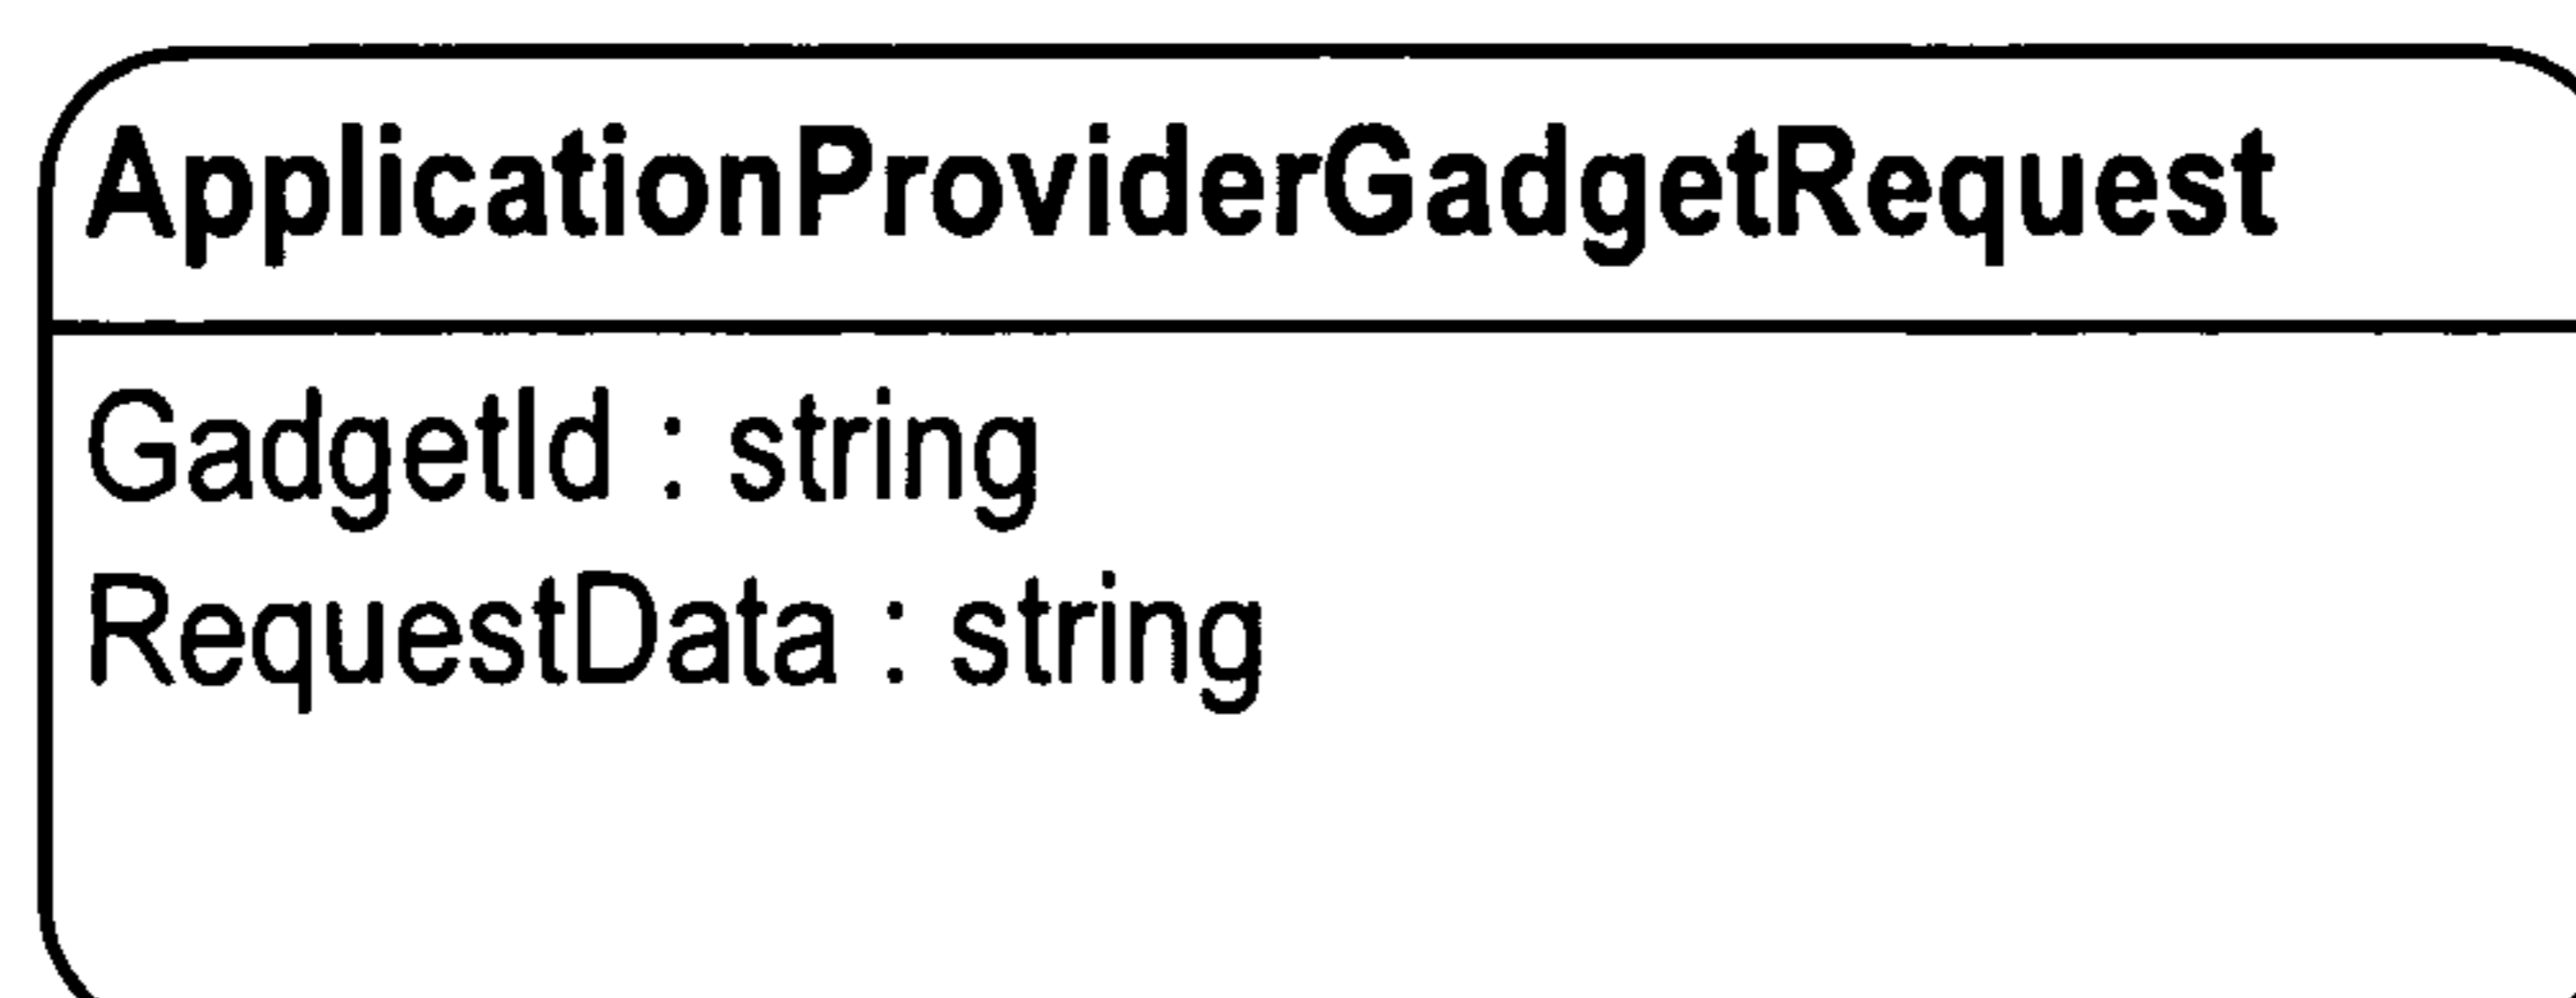 ApplicationProviderGadgetRequest
GadgetId : string
RequestData : string